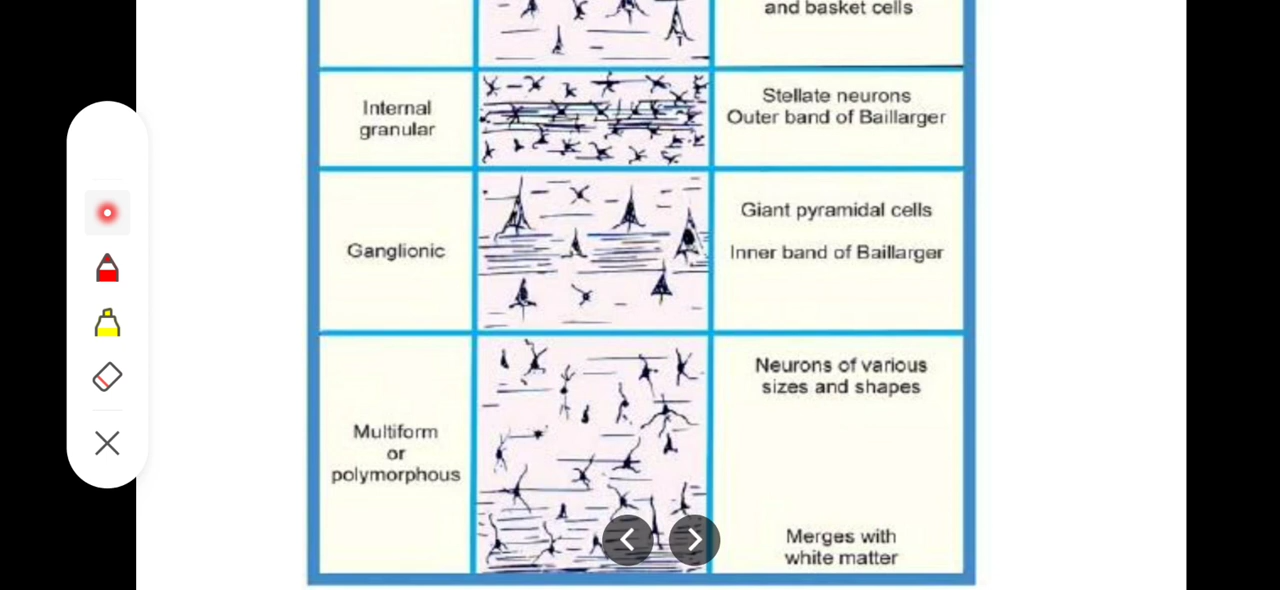 and basket cells
Internal
granular
Stellate neurons
Outer band of Baillarger
Ganglionic
Giant pyramidal cells
Inner band of Baillarger
Multiform
or
polymorphous
Neurons of various
sizes and shapes
Merges with
white matter